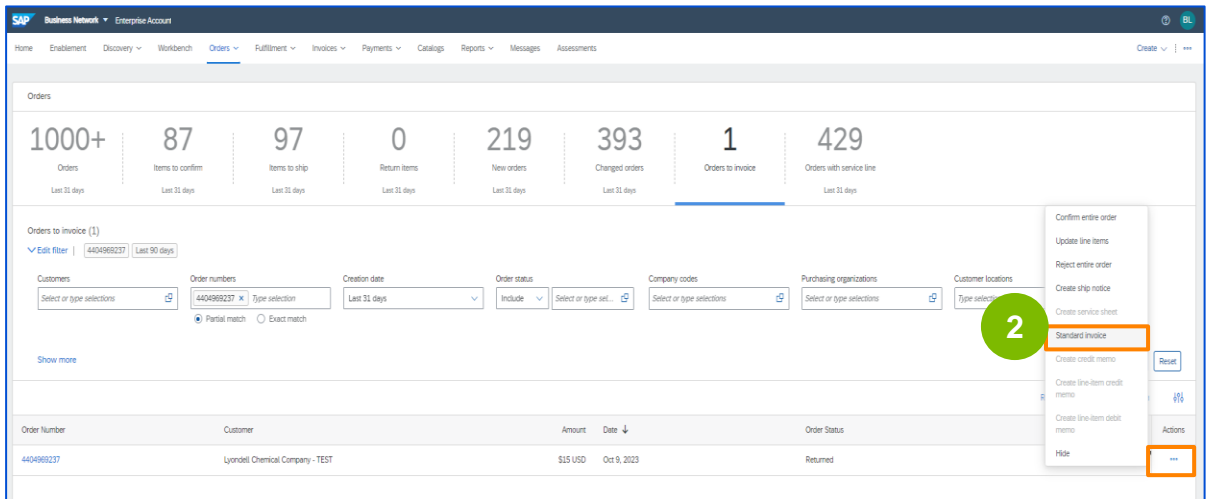 SAP Business Network Enterprise Account BL
Home Enablement Discovery Workbench Orders Fulfillment Invoices Payments Catalogs Reports Messages Assessments Create
Orders
1000+ 87 97 0 219 393 1 429
Orders Items to confirm Items to ship Return items New orders Changed orders Orders to invoice Orders with service line
Last 31 days Last 31 days Last 31 days Last 31 days Last 31 days Last 31 days Last 31 days
Confirm entire order
Update line items
Reject entire order
Create ship notice
Create service sheet
2
Standard invoice
Create credit memo
Create line-item credit
memo
Create line-item debit
memo
Hide
Orders to invoice (1)
Edit filter 4404969237 Last 90 days
Customers Order numbers Creation date Order status Company codes Purchasing organizations Customer locations
Select or type selections 4404969237 × Type selection Last 31 days Include Select or type sel... Select or type selections Select or type selections
Partial match Exact match
Show more
Reset
Order Number Customer Amount Date ↓ Order Status Actions
4404969237 Lyondell Chemical Company - TEST $15 USD Oct 9, 2023 Returned